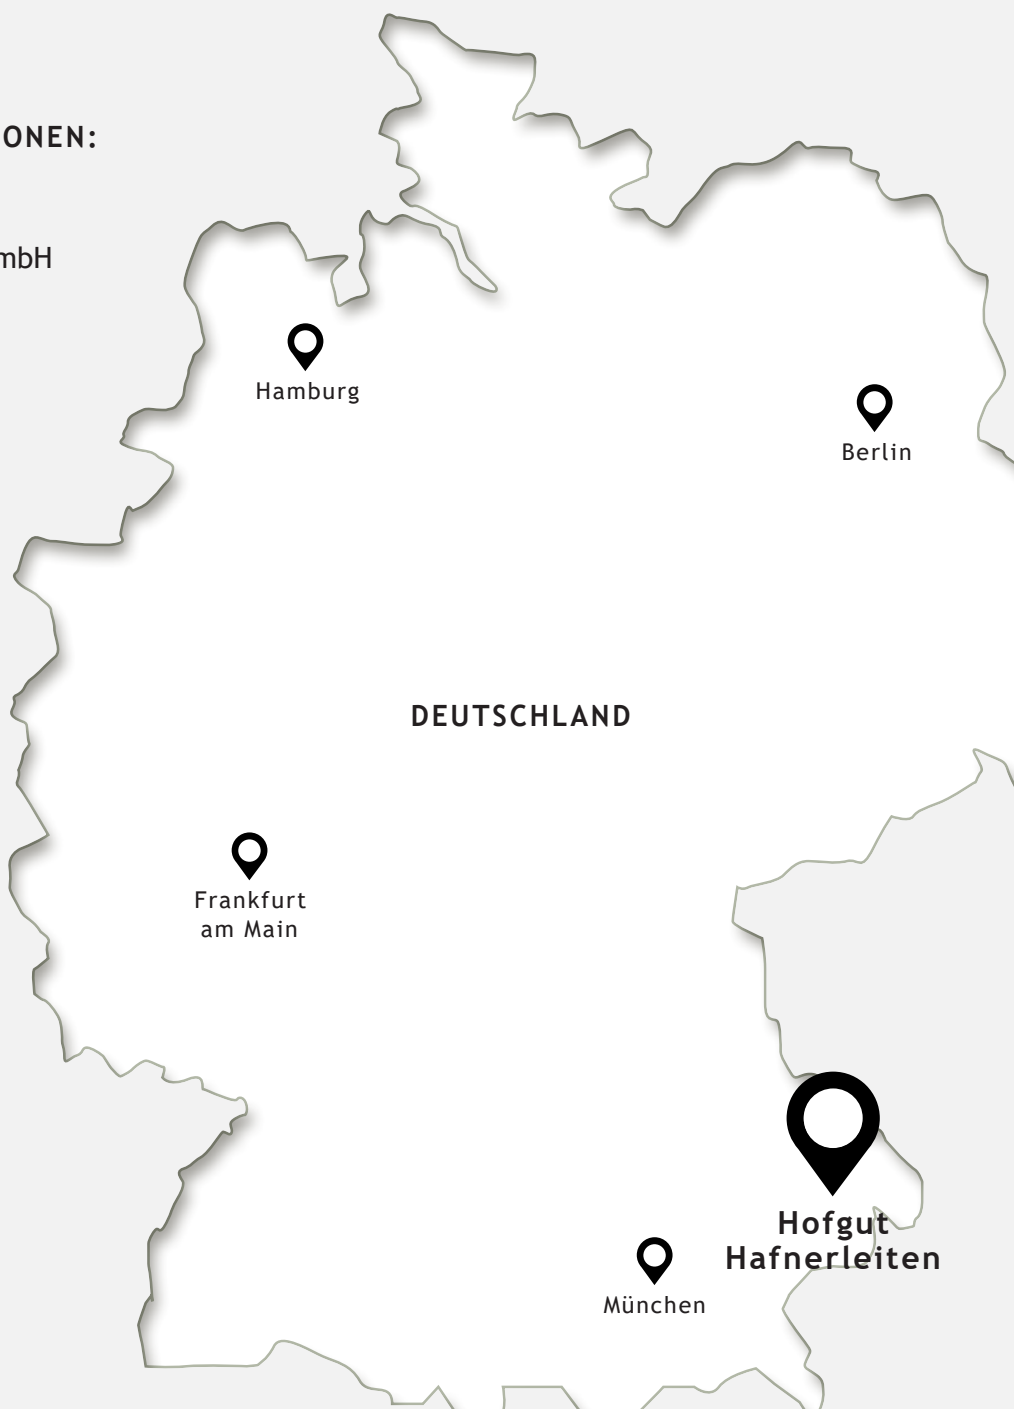 ONEN:
mbH
Hamburg
Berlin
DEUTSCHLAND
Frankfurt
am Main
Hofgut
Hafnerleiten
München